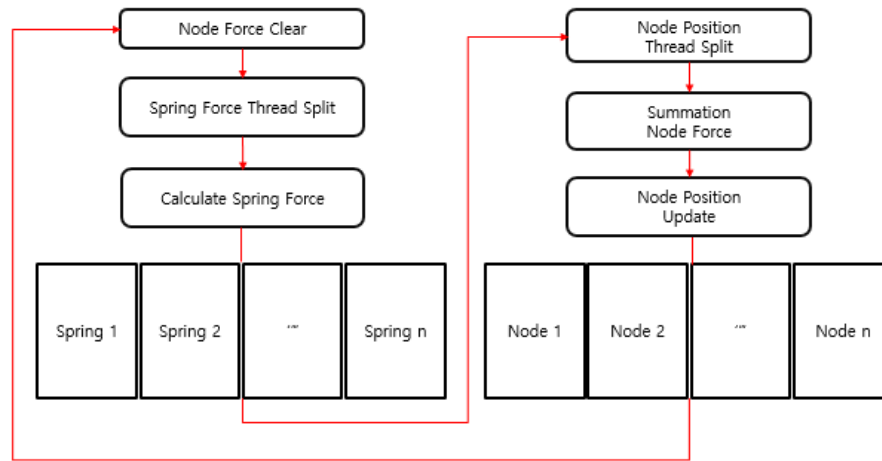 Node Force Clear
Spring Force Thread Split
Calculate Spring Force
Spring 1
Spring 2
...
Spring n
Node Position
Thread Split
Summation
Node Force
Node Position
Update
Node 1
Node 2
...
Node n